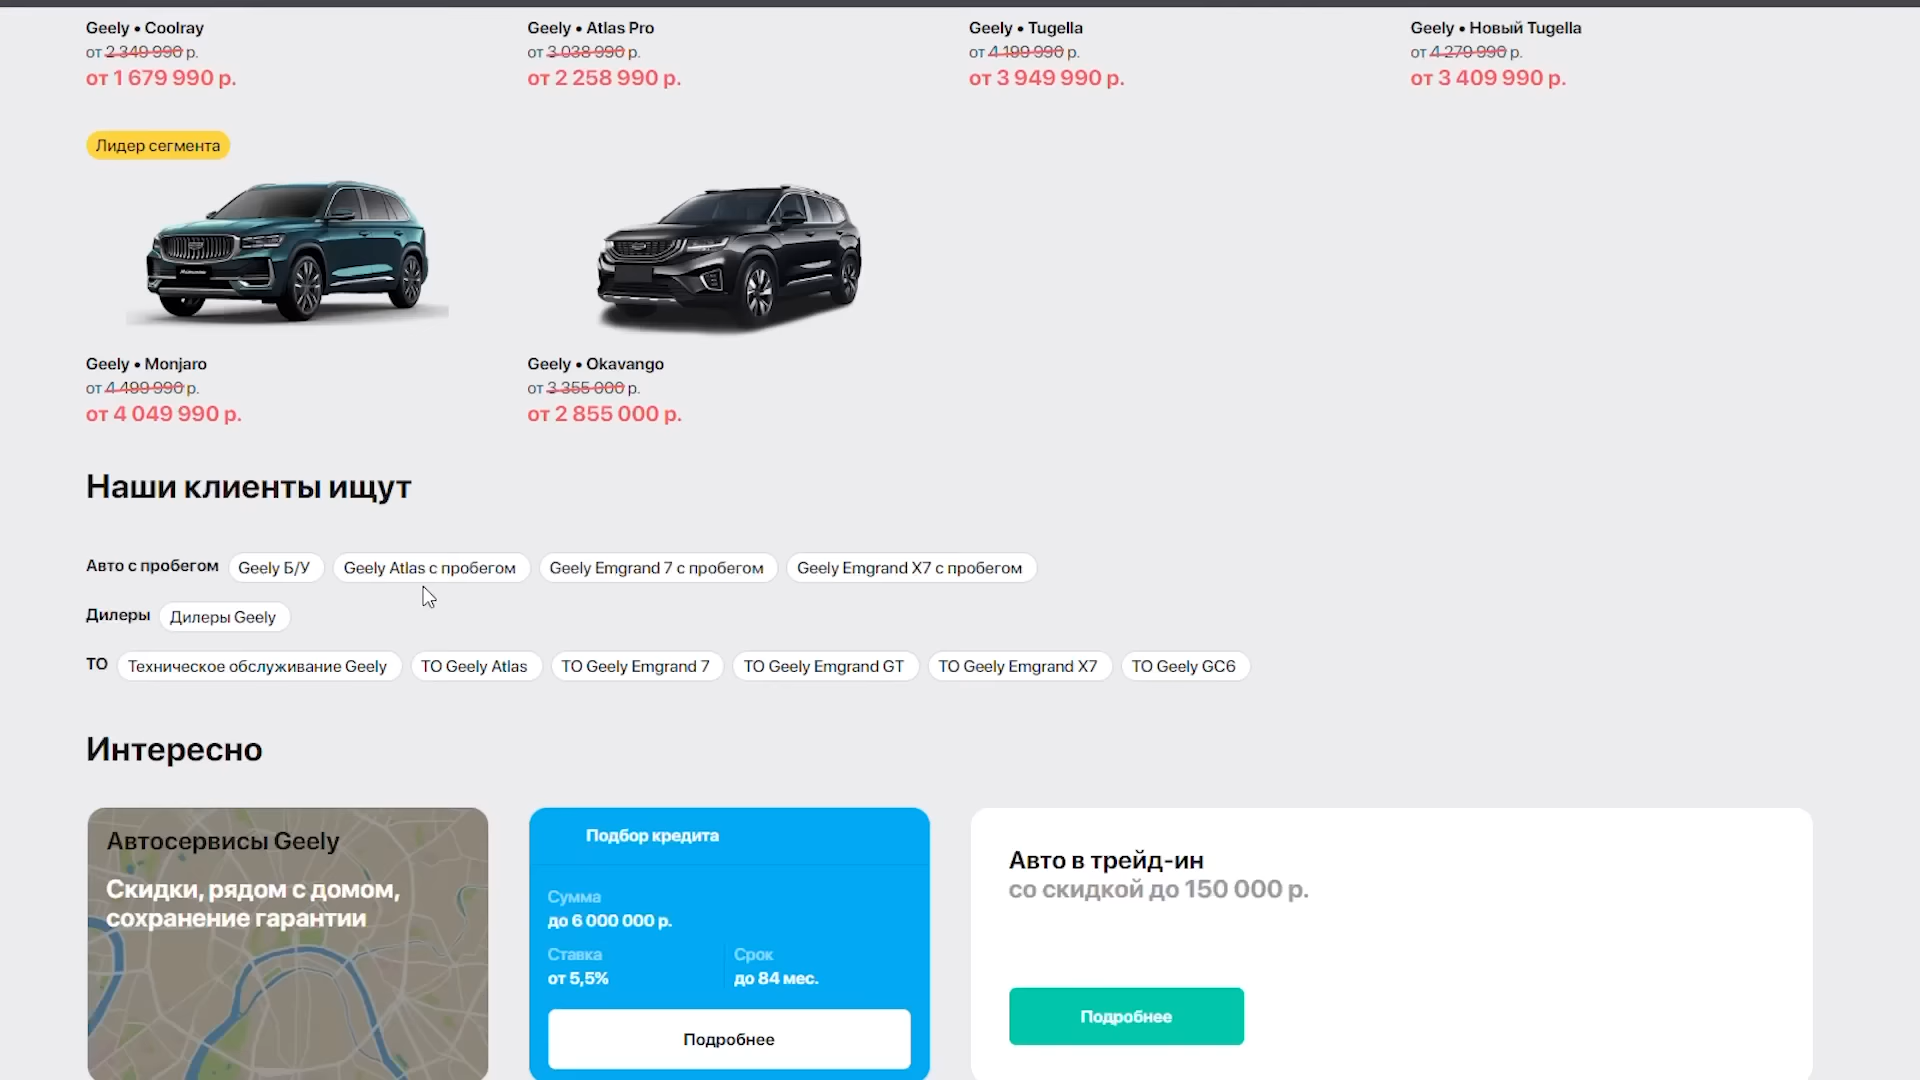 Geely • Coolray
от 2 349 990 р.
от 1 679 990 р.
Geely • Atlas Pro
от 3 038 990 р.
от 2 258 990 р.
Geely • Tugella
от 4 199 990 р.
от 3 949 990 р.
Geely • Новый Tugella
от 4 279 990 р.
от 3 409 990 р.
Лидер сегмента
Geely • Monjaro
от 4 499 990 р.
от 4 049 990 р.
Geely • Okavango
от 3 355 000 р.
от 2 855 000 р.
Наши клиенты ищут
Авто с пробегом Geely Б/У Geely Atlas с пробегом Geely Emgrand 7 с пробегом Geely Emgrand X7 с пробегом
Дилеры Дилеры Geely
ТО Техническое обслуживание Geely ТО Geely Atlas ТО Geely Emgrand 7 ТО Geely Emgrand GT ТО Geely Emgrand X7 ТО Geely GC6
Интересно
Автосервисы Geely
Скидки, рядом с домом,
сохранение гарантии
Подбор кредита
Сумма
до 6 000 000 р.
Ставка
от 5,5%
Срок
до 84 мес.
Подробнее
Авто в трейд-ин
со скидкой до 150 000 р.
Подробнее